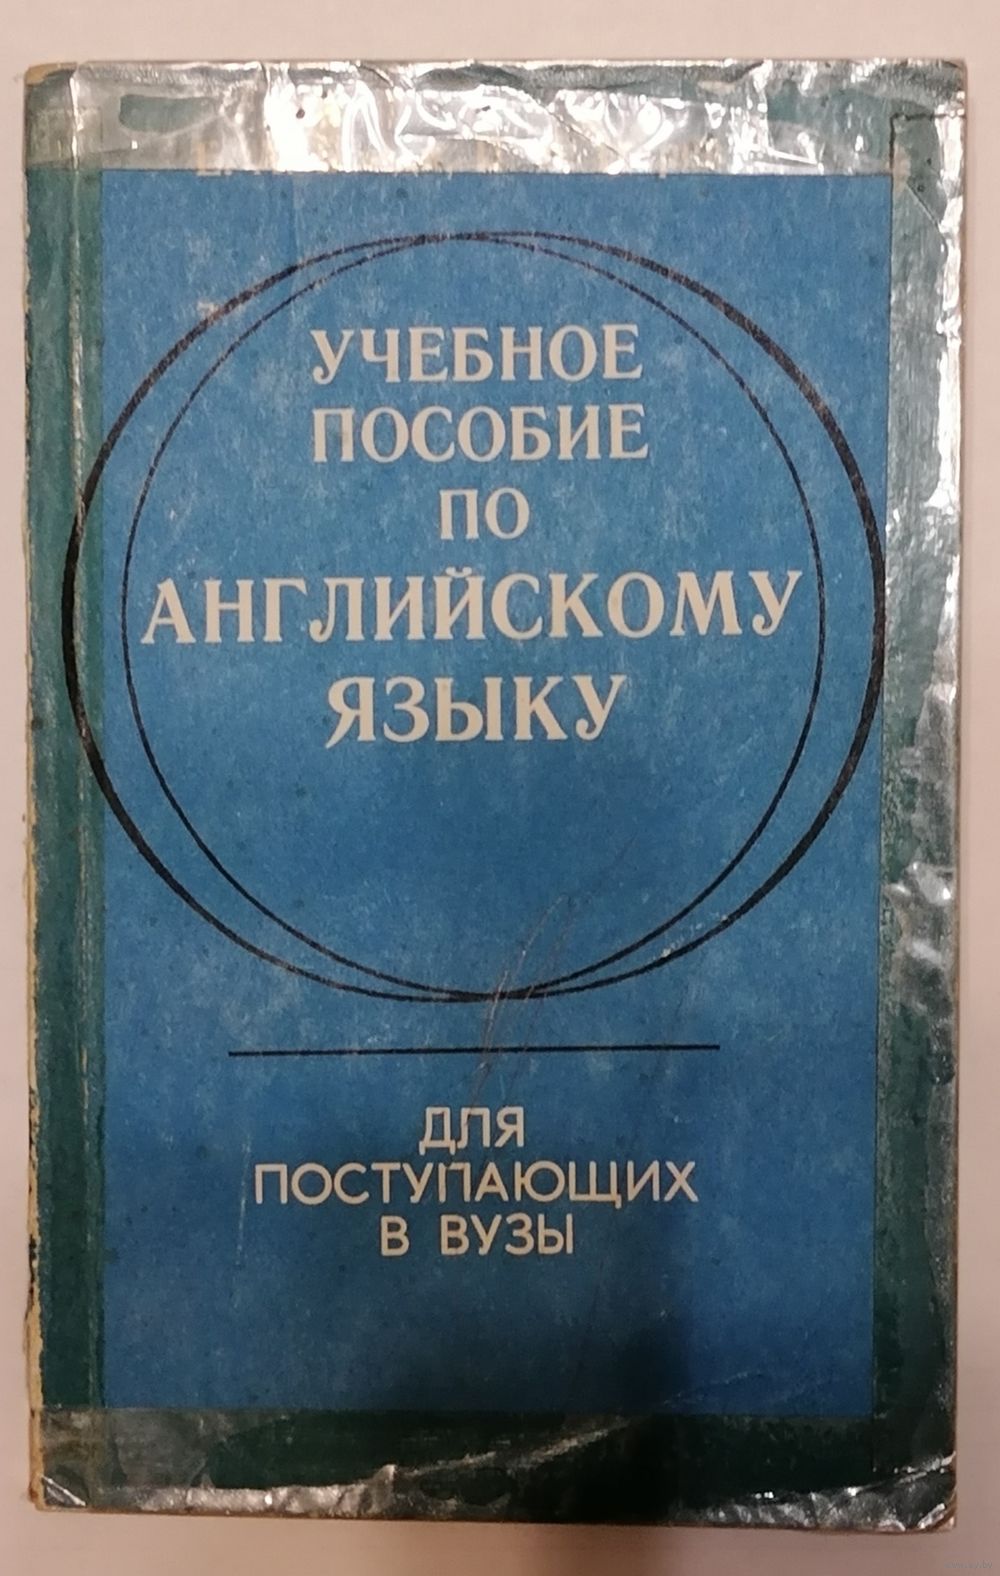 УЧЕБНОЕ
ПОСОБИЕ
ПО
АНГЛИЙСКОМУ
ЯЗЫКУ
ДЛЯ
ПОСТУПАЮЩИХ
В ВУЗЫ